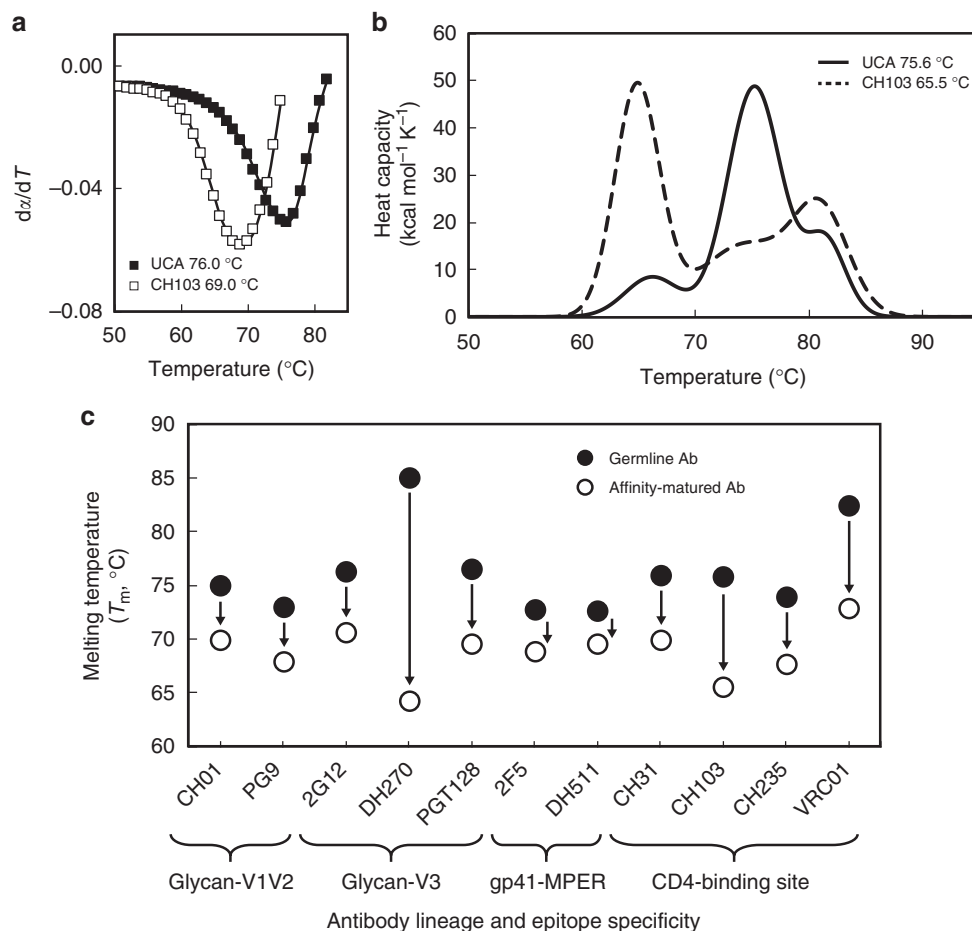 a
dα/dT
0.00
−0.04
−0.08
UCA 76.0 °C
CH103 69.0 °C
50 60 70 80
Temperature (°C)
b
Heat capacity
(kcal mol−1 K−1)
60
50
40
30
20
10
0
UCA 75.6 °C
CH103 65.5 °C
50 60 70 80 90
Temperature (°C)
c
Melting temperature
(Tm, °C)
90
85
80
75
70
65
60
Germline Ab
Affinity-matured Ab
CH01
PG9
2G12
DH270
PGT128
2F5
DH511
CH31
CH103
CH235
VRC01
Glycan-V1V2 Glycan-V3 gp41-MPER CD4-binding site
Antibody lineage and epitope specificity